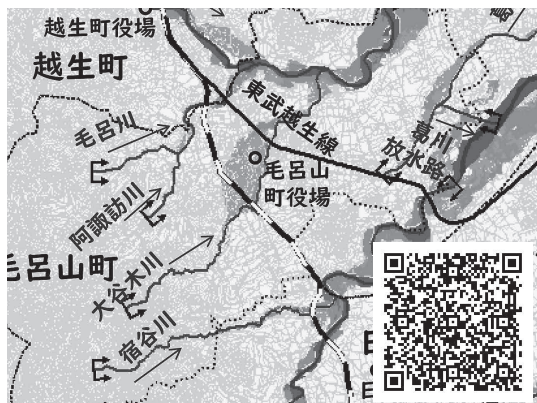 越生町役場
越生町
東武越生線
毛呂川
葛川
放水路
毛呂山
町役場
阿諏訪川
毛呂山町
大谷木川
宿谷川